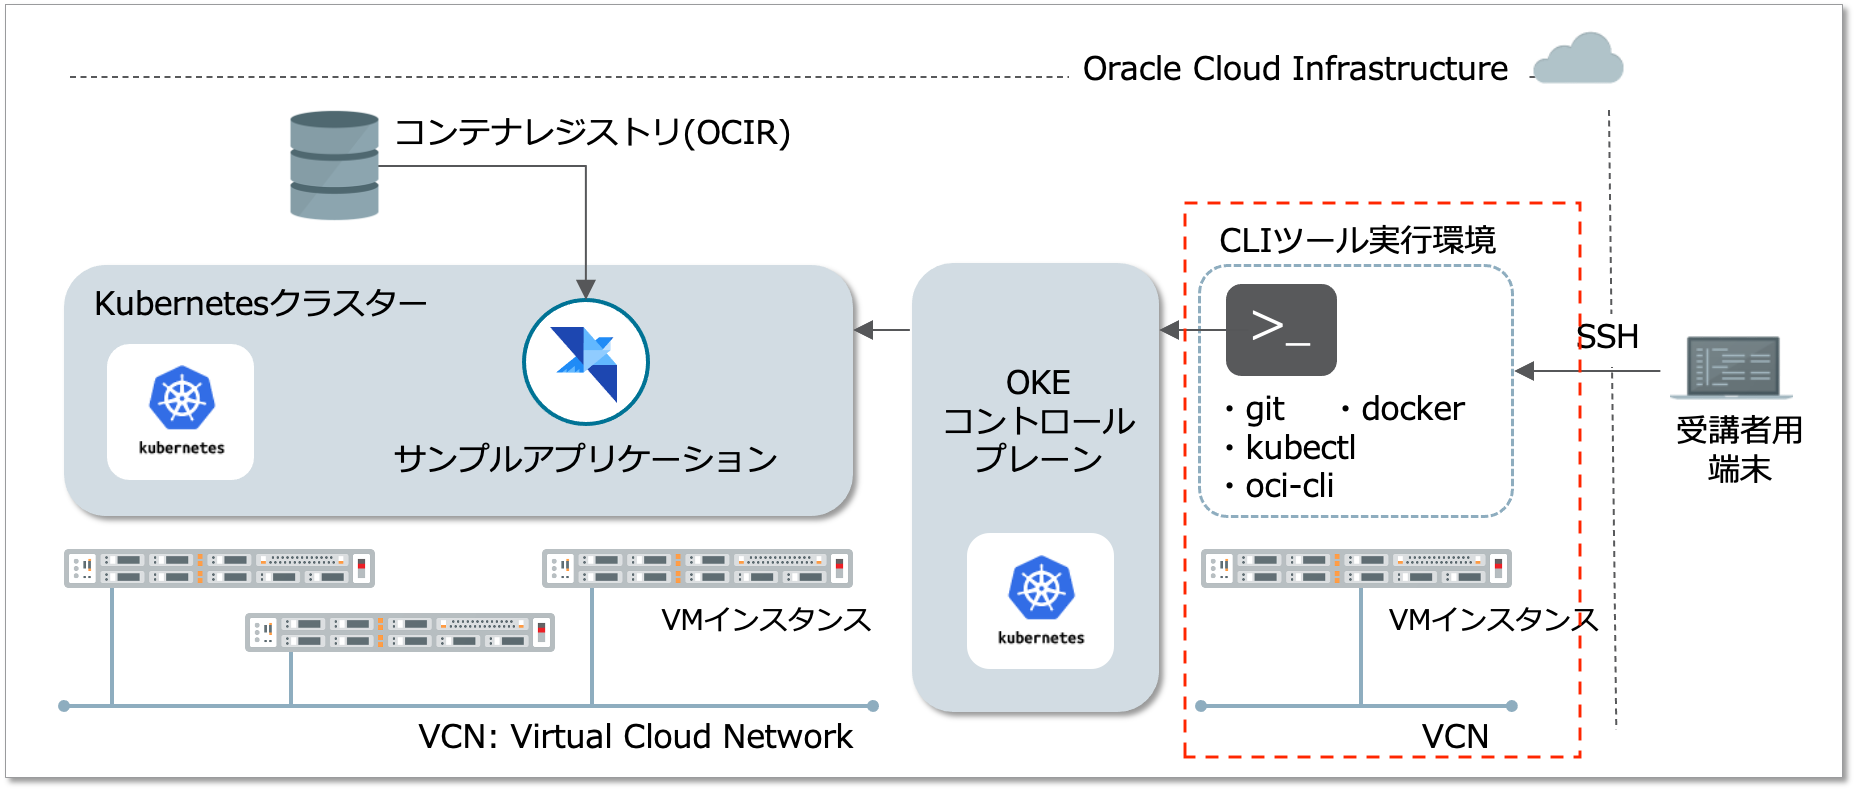 Oracle Cloud Infrastructure
コンテナレジストリ(OCIR)
Kubernetesクラスター
kubernetes
サンプルアプリケーション
VMインスタンス
VCN: Virtual Cloud Network
OKE
コントロール
プレーン
kubernetes
CLIツール実行環境
>_
・git ・docker
・kubectl
・oci-cli
VMインスタンス
VCN
SSH
受講者用
端末